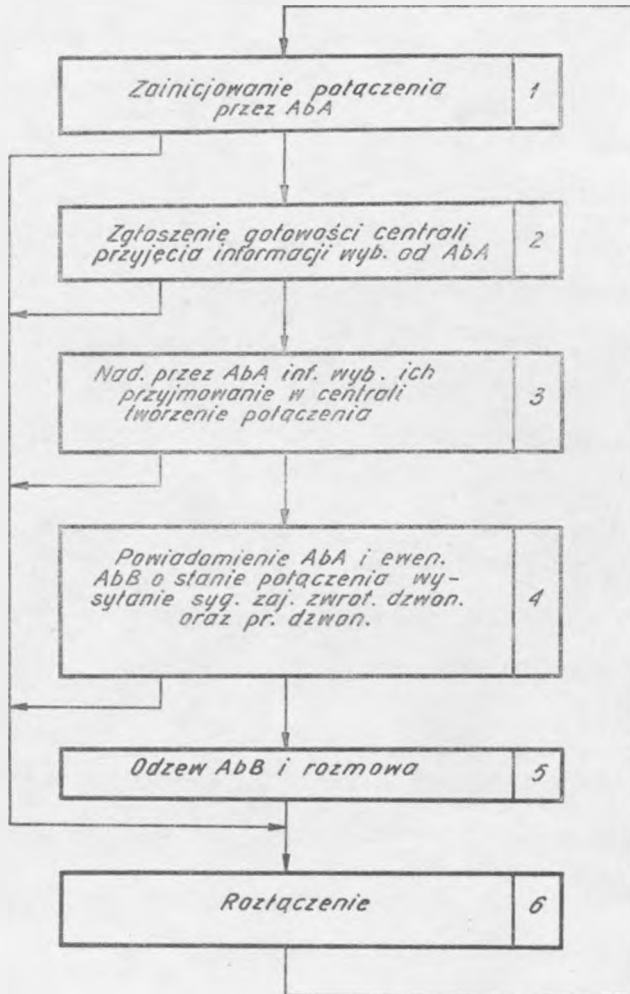 Zainicjowanie połączenia 1
przez AbA
Zgłoszenie gotowości centrali 2
przyjęcia informacji wyb. od AbA
Nad. przez AbA inf. wyb. ich
przyjmowanie w centrali 3
tworzenie połączenia
Powiadomienie AbA i ewen.
AbB o stanie połączenia wy-
syłanie syg. zaj. zwrot. dzwon. 4
oraz pr. dzwon.
Odzew AbB i rozmowa 5
Rozłączenie 6